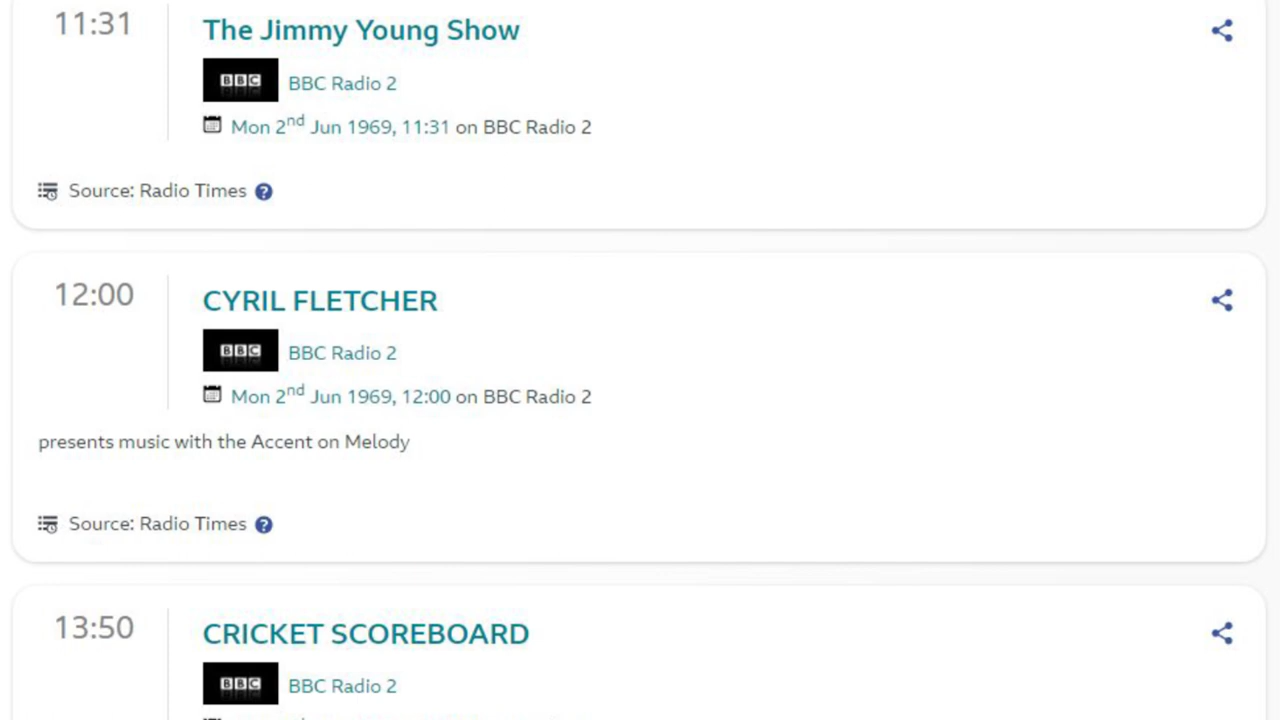 11:31
The Jimmy Young Show
BBC BBC Radio 2
Mon 2nd Jun 1969, 11:31 on BBC Radio 2
Source: Radio Times ?
12:00
CYRIL FLETCHER
BBC BBC Radio 2
Mon 2nd Jun 1969, 12:00 on BBC Radio 2
presents music with the Accent on Melody
Source: Radio Times ?
13:50
CRICKET SCOREBOARD
BBC BBC Radio 2